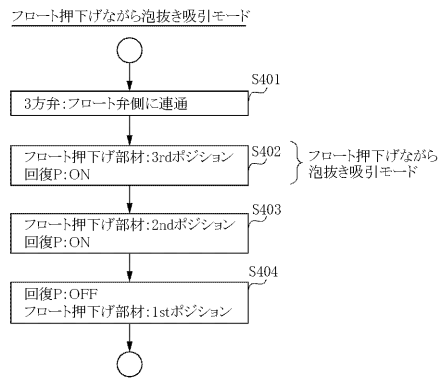 フロート押下げながら泡抜き吸引モード
S401
3方弁:フロート弁側に連通
S402
フロート押下げ部材:3rdポジション
回復P:ON
フロート押下げながら
泡抜き吸引モード
S403
フロート押下げ部材:2ndポジション
回復P:ON
S404
回復P:OFF
フロート押下げ部材:1stポジション